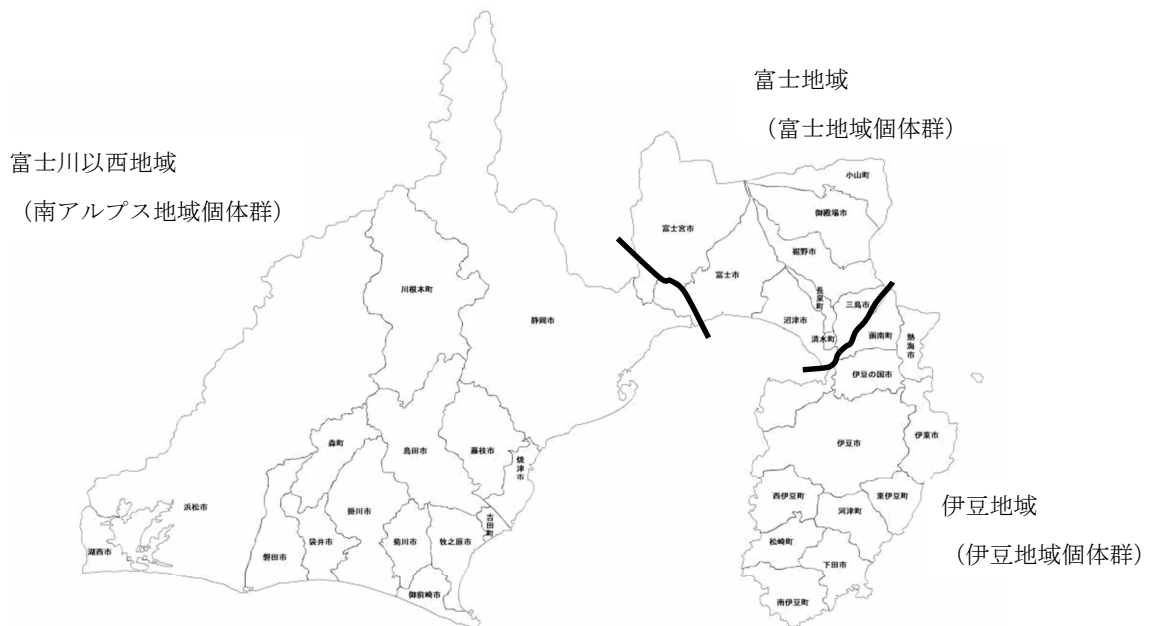 富士地域
（富士地域個体群）
富士川以西地域
（南アルプス地域個体群）
小山町
御殿場市
富士宮市
裾野市
富士市
川根本町
長泉町
三島市
静岡市
沼津市
清水町
函南町
熱海市
伊豆の国市
森町
島田市
藤枝市
焼津市
伊豆市
伊東市
浜松市
掛川市
吉田町
西伊豆町
東伊豆町
河津町
伊豆地域
（伊豆地域個体群）
湖西市
磐田市
袋井市
菊川市
牧之原市
松崎町
下田市
御前崎市
南伊豆町